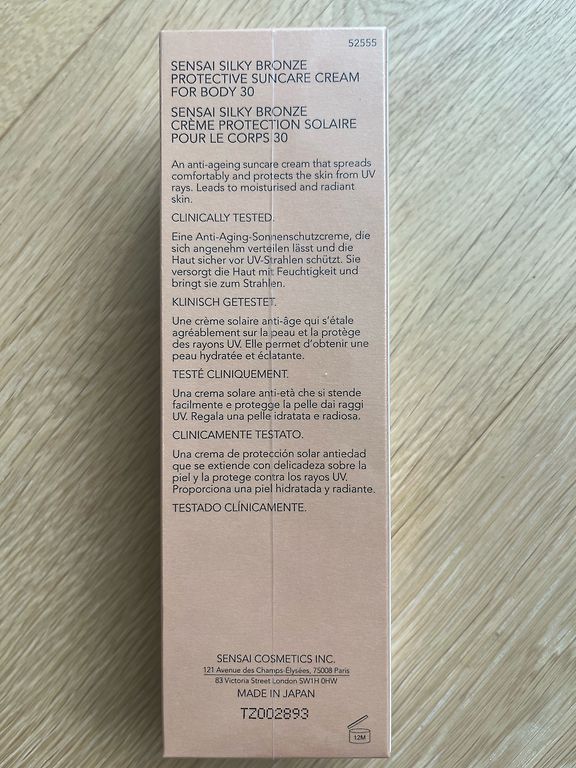 52555
SENSAI SILKY BRONZE
PROTECTIVE SUNCARE CREAM
FOR BODY 30
SENSAI SILKY BRONZE
CRÈME PROTECTION SOLAIRE
POUR LE CORPS 30
An anti-ageing suncare cream that spreads
comfortably and protects the skin from UV
rays. Leads to moisturised and radiant
skin.
CLINICALLY TESTED.
Eine Anti-Aging-Sonnenschutzcreme, die
sich angenehm verteilen lässt und die
Haut sicher vor UV-Strahlen schützt. Sie
versorgt die Haut mit Feuchtigkeit und
bringt sie zum Strahlen.
KLINISCH GETESTET.
Une crème solaire anti-âge qui s'étale
agréablement sur la peau et la protège
des rayons UV. Elle permet d'obtenir une
peau hydratée et éclatante.
TESTÉ CLINIQUEMENT.
Una crema solare anti-età che si stende
facilmente e protegge la pelle dai raggi
UV. Regala una pelle idratata e radiosa.
CLINICAMENTE TESTATO.
Una crema de protección solar antiedad
que se extiende con delicadeza sobre la
piel y la protege contra los rayos UV.
Proporciona una piel hidratada y radiante.
TESTADO CLÍNICAMENTE.
SENSAI COSMETICS INC.
121 Avenue des Champs-Élysées, 75008 Paris
83 Victoria Street London SW1H 0HW
MADE IN JAPAN
TZ002893
12M